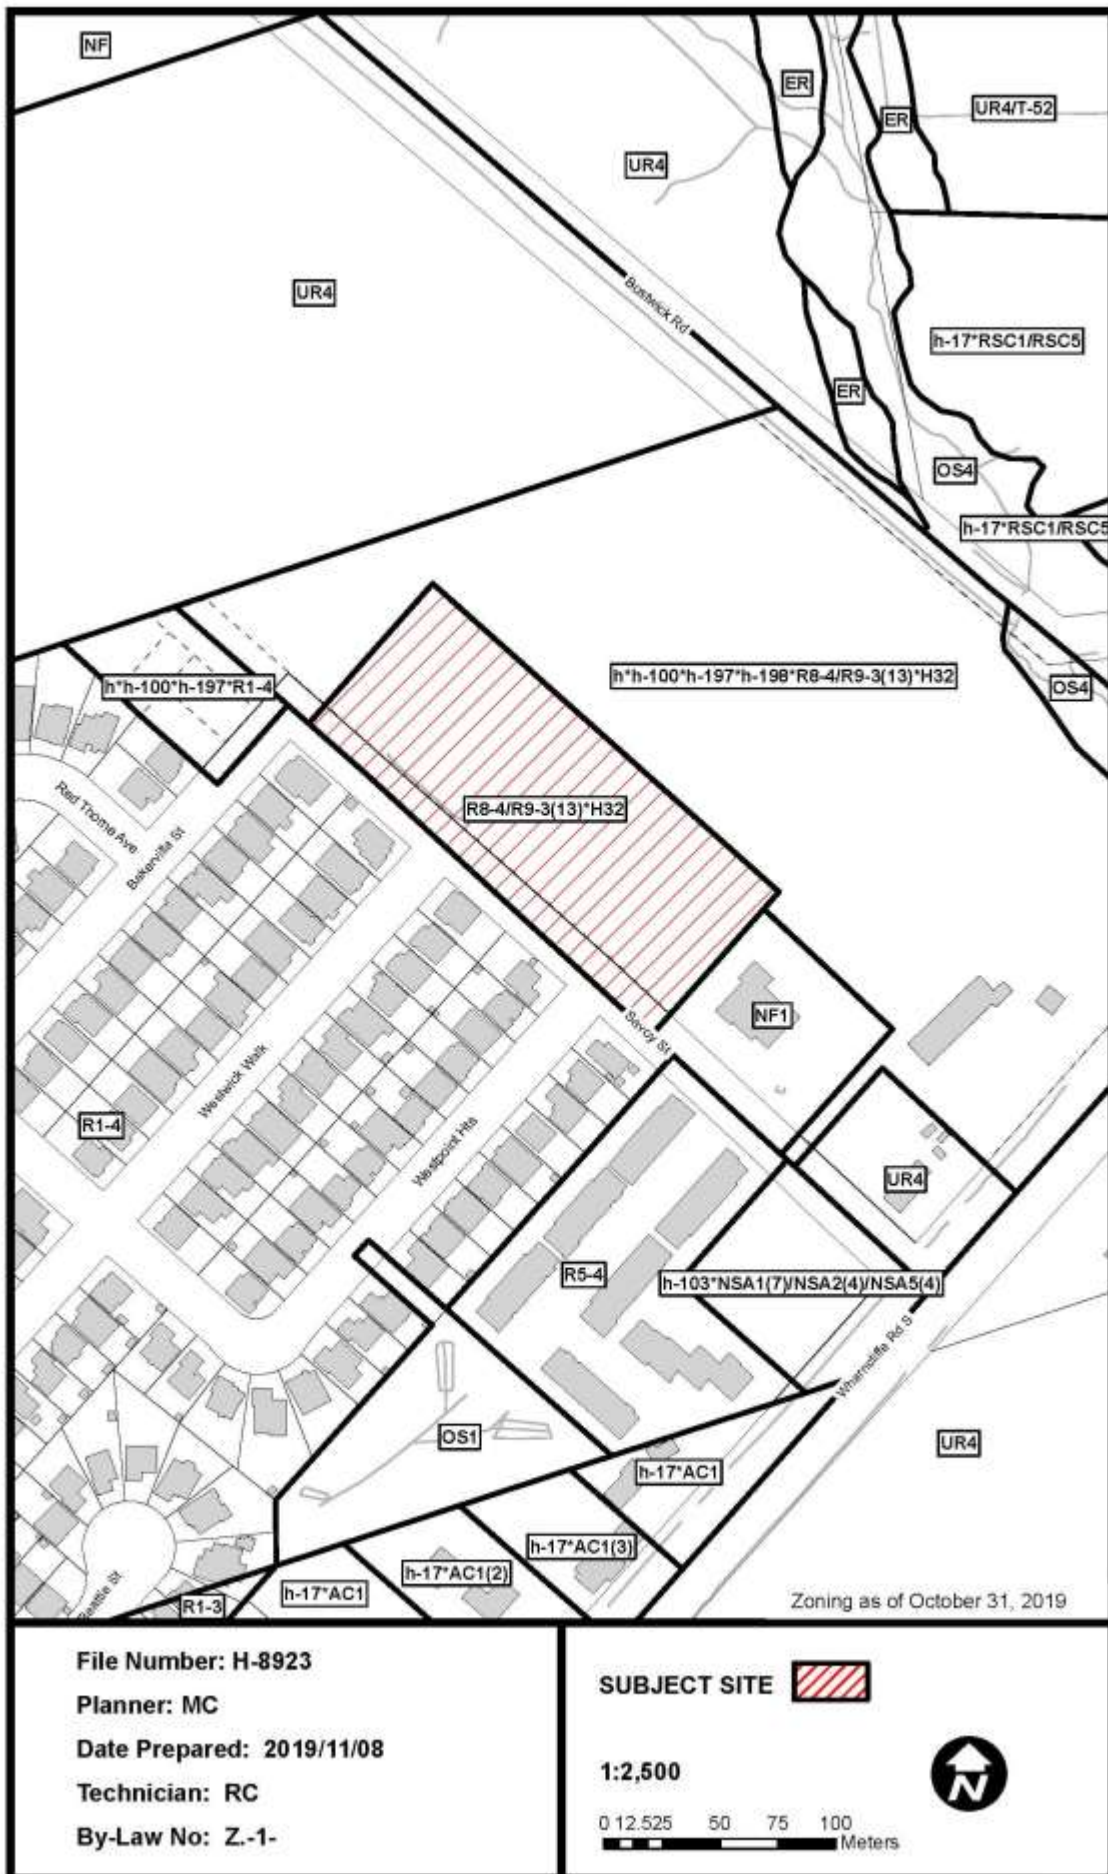 NF
ER
ER
UR4/T-52
UR4
UR4
Bostwick Rd
h-17*RSC1/RSC5
ER
OS4
h-17*RSC1/RSC5
h*h-100*h-197*R1-4
h*h-100*h-197*h-198*R8-4/R9-3(13)*H32
OS4
Red Thorne Ave
R8-4/R9-3(13)*H32
Bakervilla St
Savoy St
NF1
Westwick Walk
R1-4
Westpoint Hts
UR4
R5-4
h-103*NSA1(7)/NSA2(4)/NSA5(4)
Wharncliffe Rd S
OS1
UR4
h-17*AC1
h-17*AC1(3)
h-17*AC1(2)
h-17*AC1
R1-3
Seattle St
Zoning as of October 31, 2019
File Number: H-8923
Planner: MC
Date Prepared: 2019/11/08
Technician: RC
By-Law No: Z.-1-
SUBJECT SITE
1:2,500
N
0 12.525 50 75 100
Meters